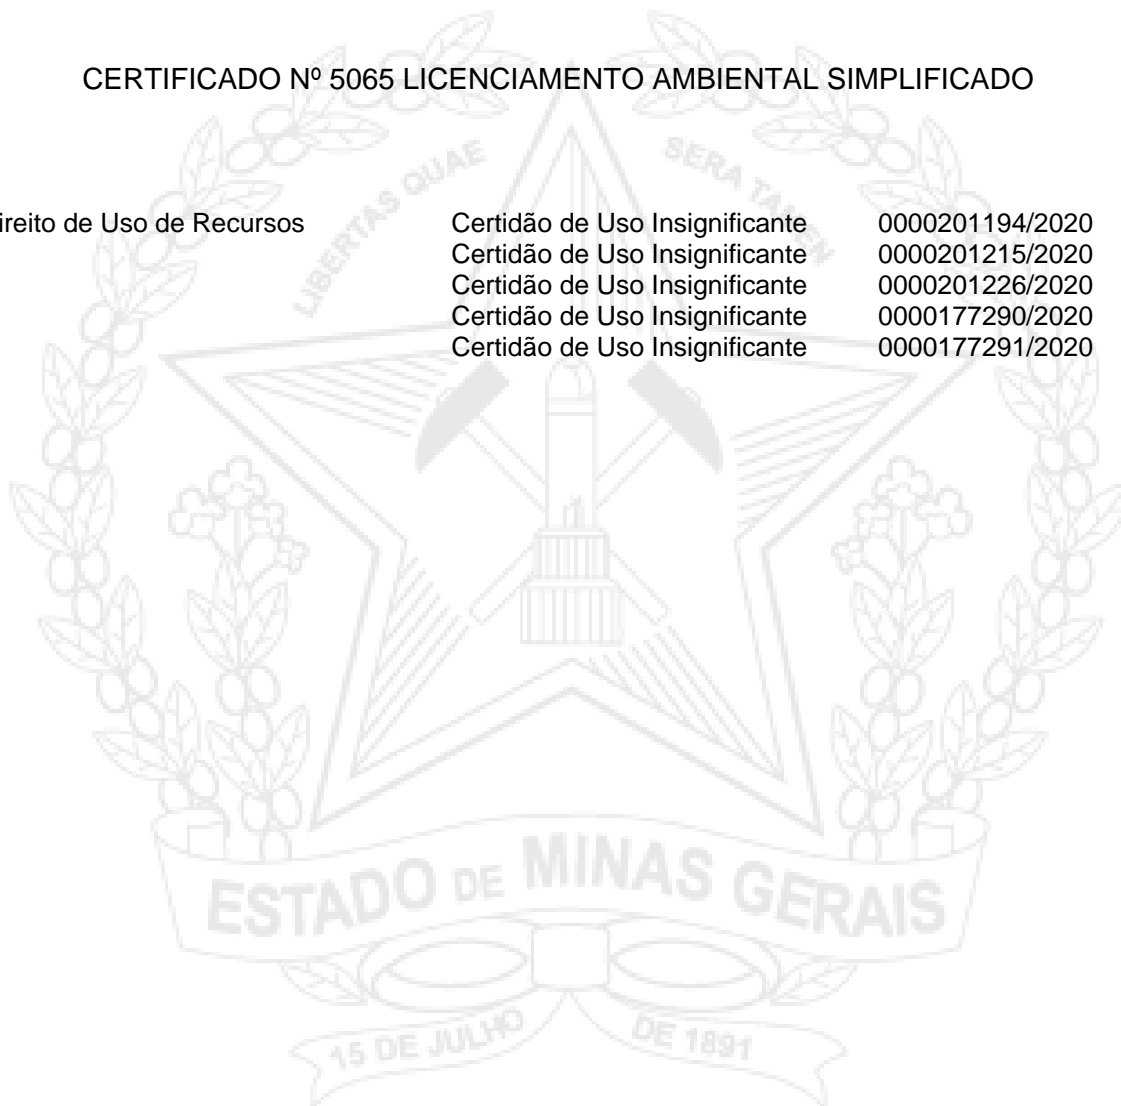 CERTIFICADO Nº 5065 LICENCIAMENTO AMBIENTAL SIMPLIFICADO
LIBERTAS QUAE SERA TAMEN
ireito de Uso de Recursos Certidão de Uso Insignificante 0000201194/2020
Certidão de Uso Insignificante 0000201215/2020
Certidão de Uso Insignificante 0000201226/2020
Certidão de Uso Insignificante 0000177290/2020
Certidão de Uso Insignificante 0000177291/2020
ESTADO DE MINAS GERAIS
15 DE JULHO DE 1891